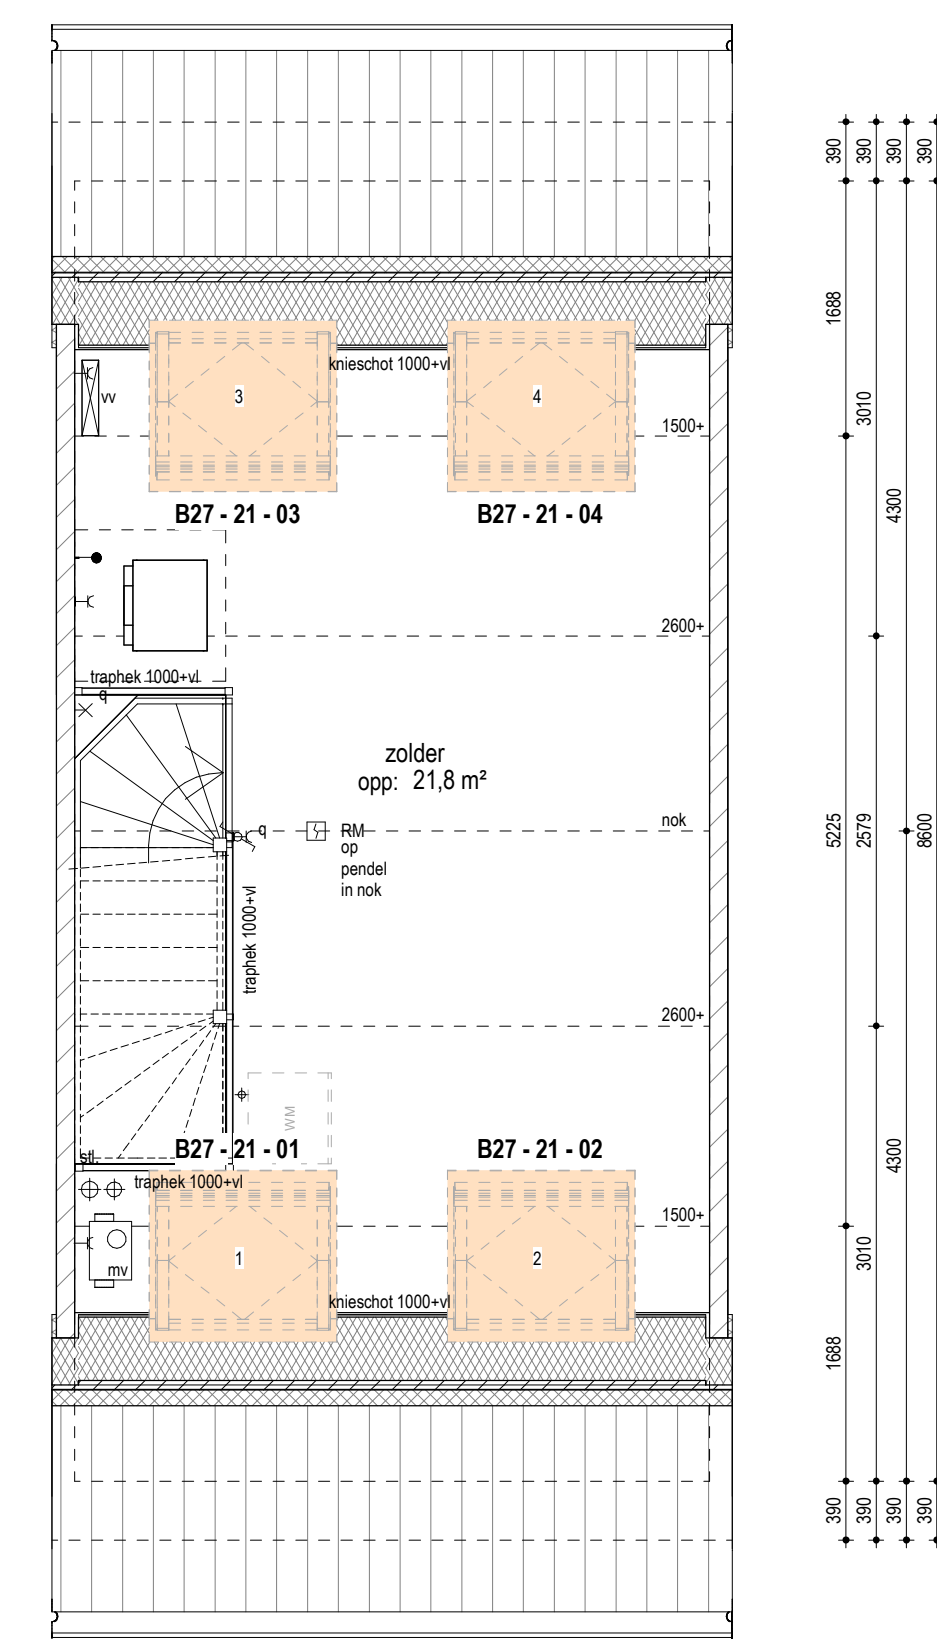 390
390
390
390
1688
knieschot 1000+vl
3
4
vv
3010
1500+
B27 - 21 - 03
B27 - 21 - 04
4300
2600+
traphek 1000+vl
q
zolder
opp: 21,8 m²
nok
q
RM
op
pendel
in nok
5225
2579
8600
traphek 1000+vl
2600+
WM
B27 - 21 - 01
B27 - 21 - 02
stl.
4300
traphek 1000+vl
1500+
3010
1
2
mv
knieschot 1000+vl
1688
390
390
390
390